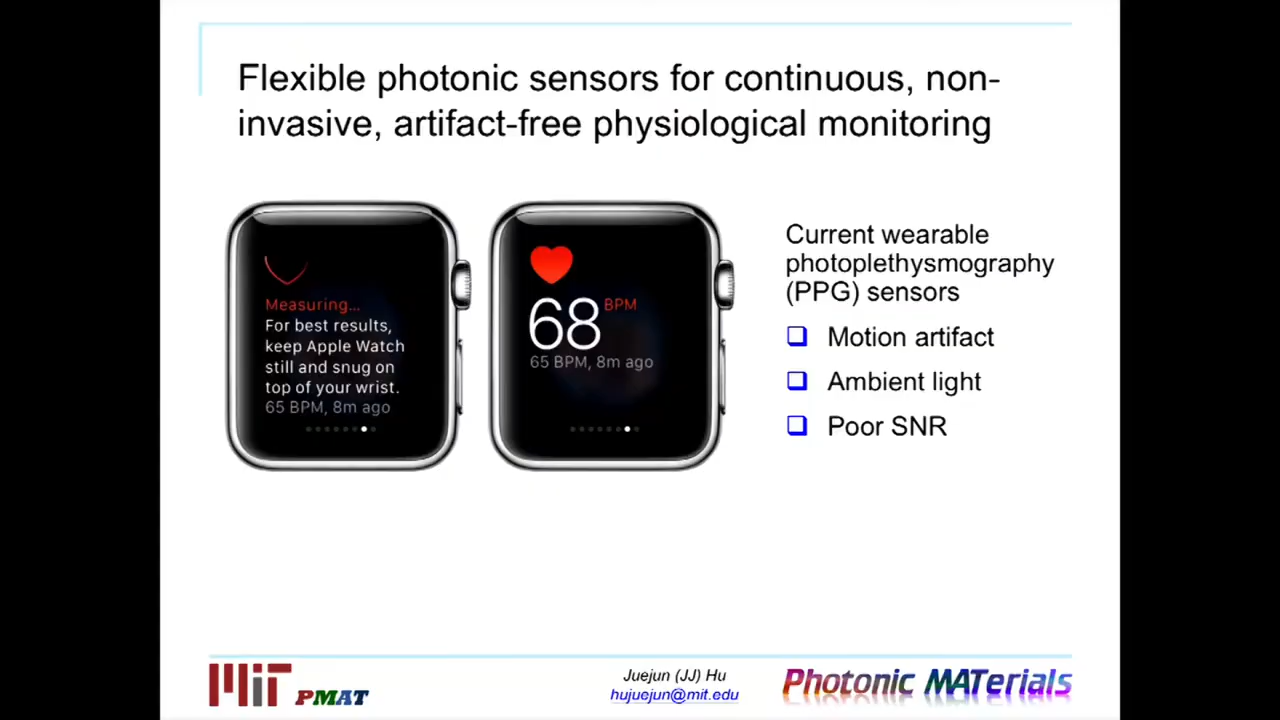 Flexible photonic sensors for continuous, non-
invasive, artifact-free physiological monitoring
Measuring...
For best results,
keep Apple Watch
still and snug on
top of your wrist.
65 BPM, 8m ago
68 BPM
65 BPM, 8m ago
Current wearable
photoplethysmography
(PPG) sensors
Motion artifact
Ambient light
Poor SNR
MIT PMAT
Juejun (JJ) Hu
hujuejun@mit.edu
Photonic MATerials